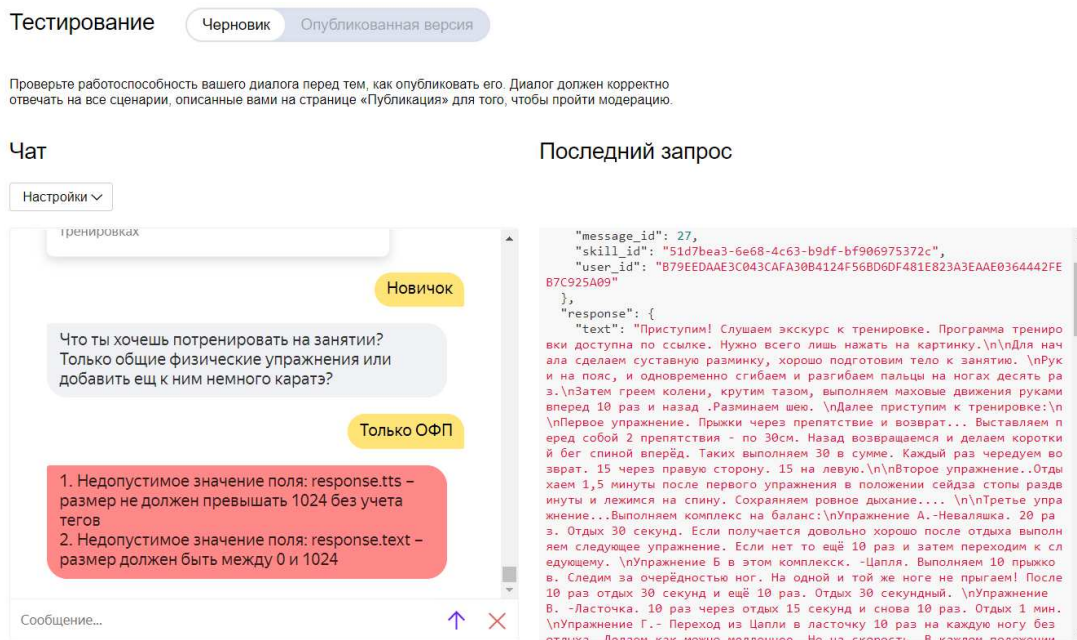 Тестирование
Черновик
Опубликованная версия
Проверьте работоспособность вашего диалога перед тем, как опубликовать его. Диалог должен корректно
отвечать на все сценарии, описанные вами на странице «Публикация» для того, чтобы пройти модерацию.
Чат
Настройки
тренировках
Новичок
Что ты хочешь потренировать на занятии?
Только общие физические упражнения или
добавить ещ к ним немного каратэ?
Только ОФП
1. Недопустимое значение поля: response.tts –
размер не должен превышать 1024 без учета
тегов
2. Недопустимое значение поля: response.text –
размер должен быть между 0 и 1024
Сообщение...
Последний запрос
"message_id": 27,
"skill_id": "51d7bea3-6e68-4c63-b9df-bf906975372c",
"user_id": "B79EEDAAE3C043CAFA30B4124F56BD6DF481E823A3EAAE0364442FE
B7C925A09"
},
"response": {
"text": "Приступим! Слушаем экскурс к тренировке. Программа трениро
вки доступна по ссылке. Нужно всего лишь нажать на картинку.\n\nДля нач
ала сделаем суставную разминку, хорошо подготовим тело к занятию. \nРук
и на пояс, и одновременно сгибаем и разгибаем пальцы на ногах десять ра
з.\nЗатем греем колени, крутим тазом, выполняем маховые движения руками
вперед 10 раз и назад .Разминаем шею. \nДалее приступим к тренировке:\n
\nПервое упражнение. Прыжки через препятствие и возврат... Выставляем п
еред собой 2 препятствия - по 30см. Назад возвращаемся и делаем коротки
й бег спиной вперёд. Таких выполняем 30 в сумме. Каждый раз чередуем во
зврат. 15 через правую сторону. 15 на левую.\n\nВторое упражнение..Отды
хаем 1,5 минуты после первого упражнения в положении сейдза стопы раздв
инуты и лежимся на спину. Сохраяняем ровное дыхание.... \n\nТретье упра
жнение...Выполняем комплекс на баланс:\nУпражнение А.-Неваляшка. 20 ра
з. Отдых 30 секунд. Если получается довольно хорошо после отдыха выполн
яем следующее упражнение. Если нет то ещё 10 раз и затем переходим к сл
едующему. \nУпражнение Б в этом комплекск. -Цапля. Выполняем 10 прыжко
в. Следим за очерёдностью ног. На одной и той же ноге не прыгаем! После
10 раз отдых 30 секунд и ещё 10 раз. Отдых 30 секундный. \nУпражнение
В. -Ласточка. 10 раз через отдых 15 секунд и снова 10 раз. Отдых 1 мин.
\nУпражнение Г.- Переход из Цапли в ласточку 10 раз на каждую ногу без
отдыха. Делаем как можно медленнее. Не на скорость. В каждом положении